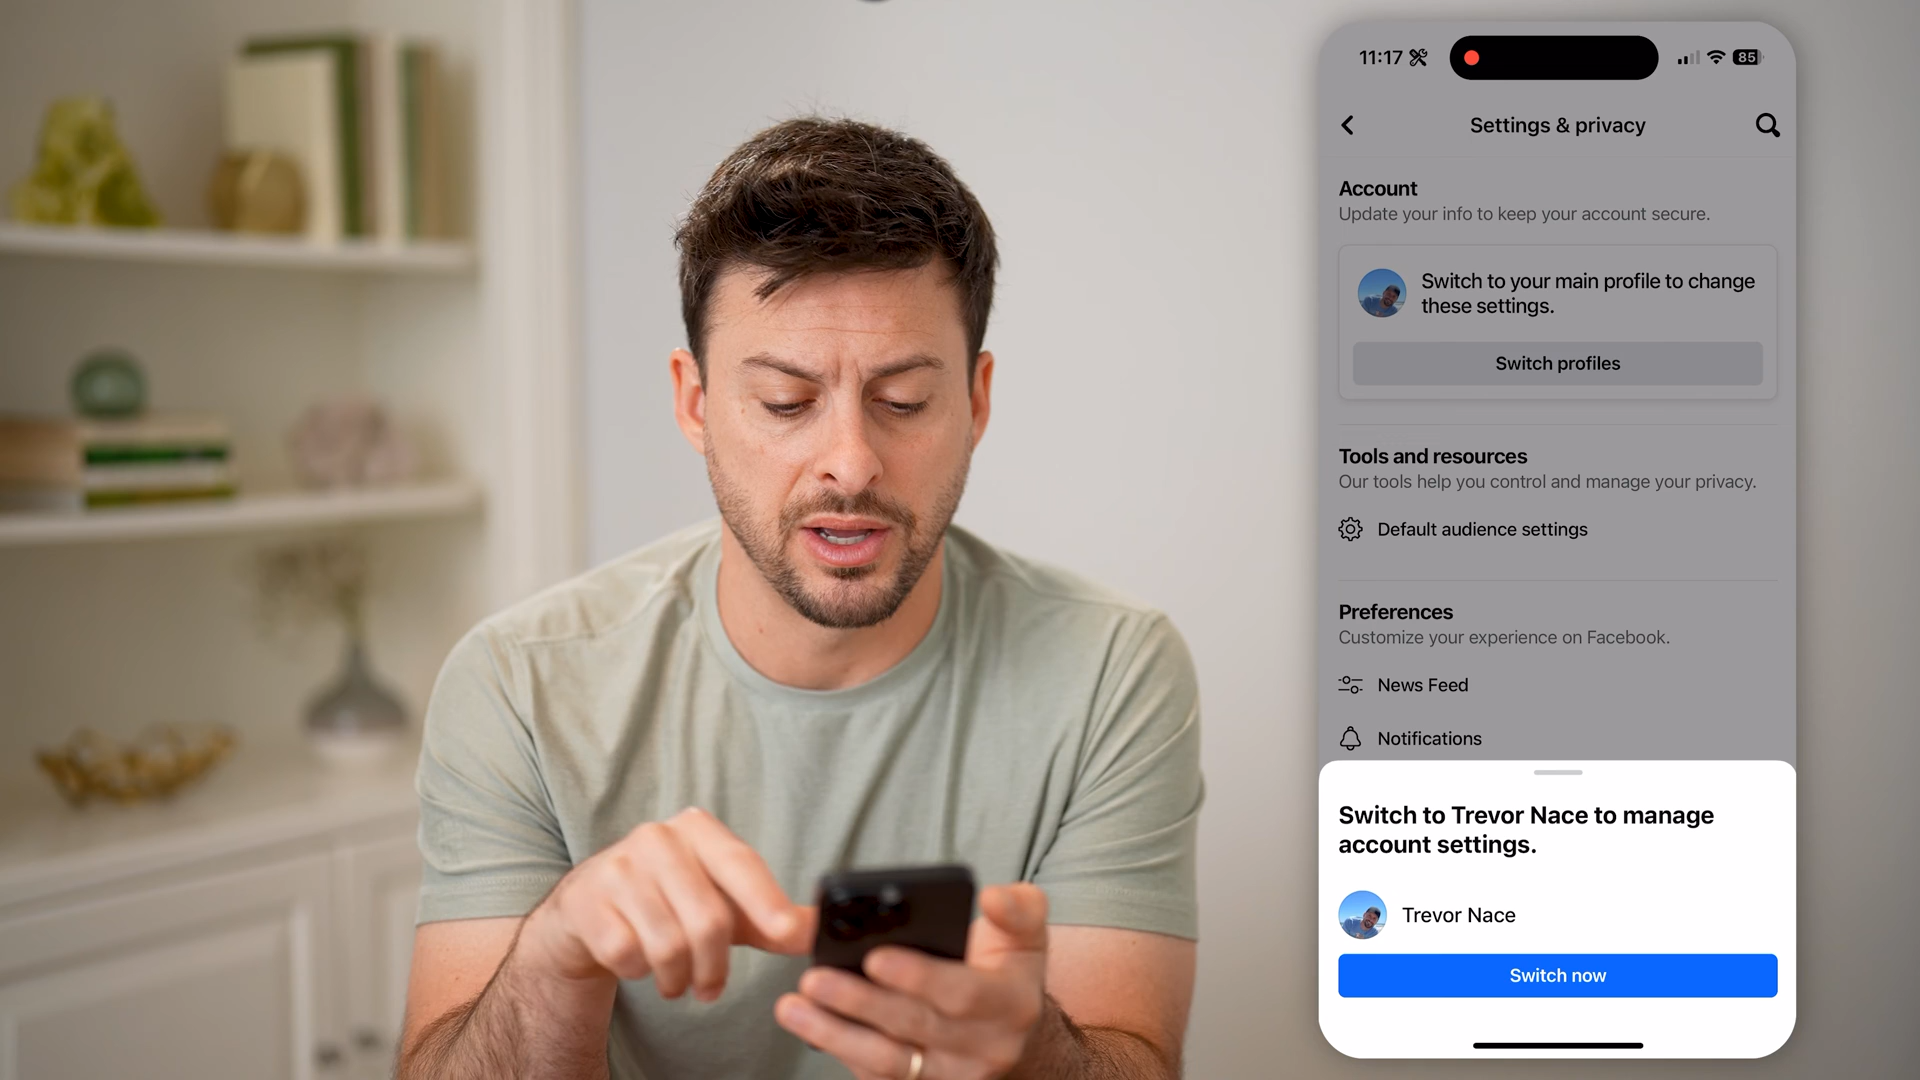 11:17
85
Settings & privacy
Account
Update your info to keep your account secure.
Switch to your main profile to change
these settings.
Switch profiles
Tools and resources
Our tools help you control and manage your privacy.
Default audience settings
Preferences
Customize your experience on Facebook.
News Feed
Notifications
Switch to Trevor Nace to manage
account settings.
Trevor Nace
Switch now